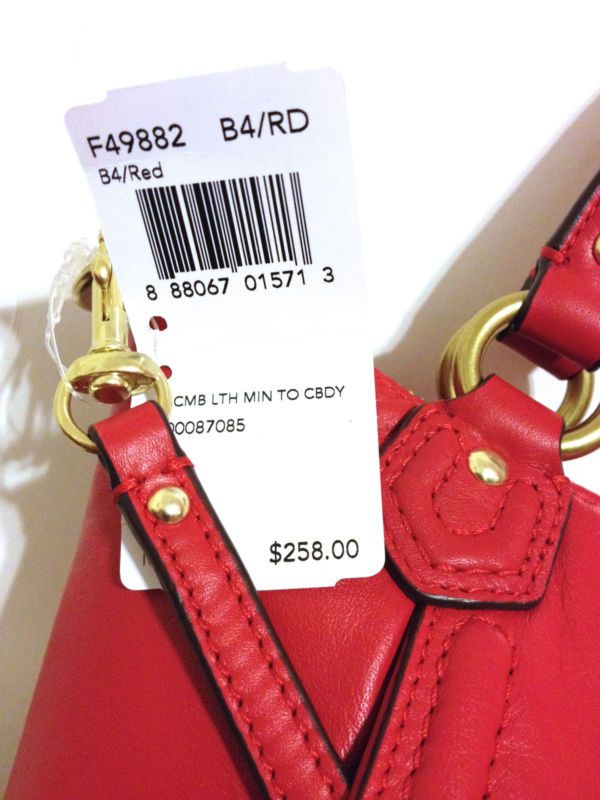 F49882 B4/RD
B4/Red
8 88067 01571 3
CMB LTH MIN TO CBDY
00087085
$258.00